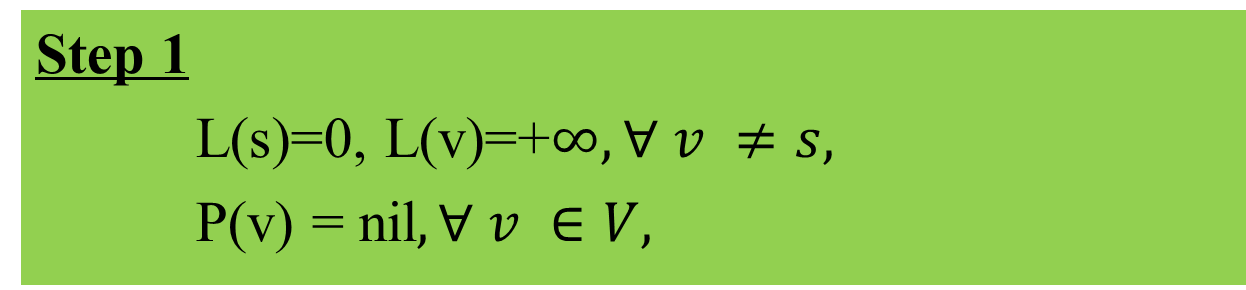 Step 1
L(s)=0, L(v)=+∞, ∀ 𝑣 ≠ 𝑠,
P(v) = nil, ∀ 𝑣 ∈ 𝑉,